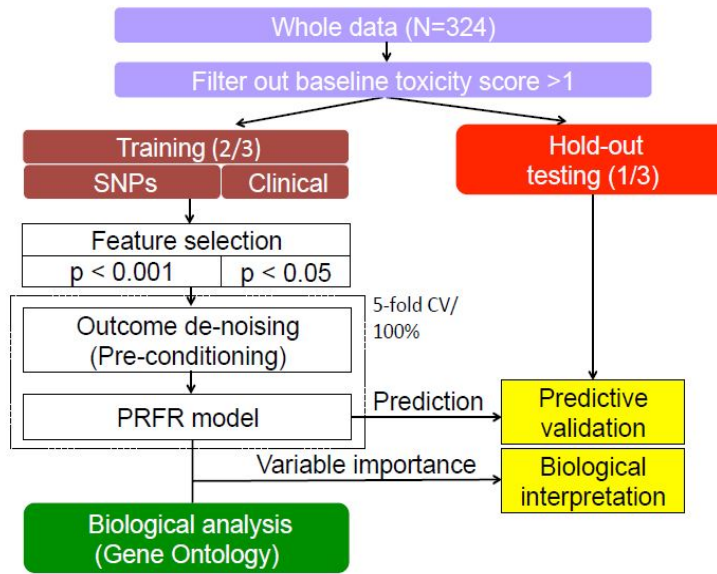 Whole data (N=324)
Filter out baseline toxicity score >1
Training (2/3)
SNPs
Clinical
Hold-out
testing (1/3)
Feature selection
p < 0.001
p < 0.05
5-fold CV/
100%
Outcome de-noising
(Pre-conditioning)
PRFR model
Prediction
Predictive
validation
Variable importance
Biological
interpretation
Biological analysis
(Gene Ontology)